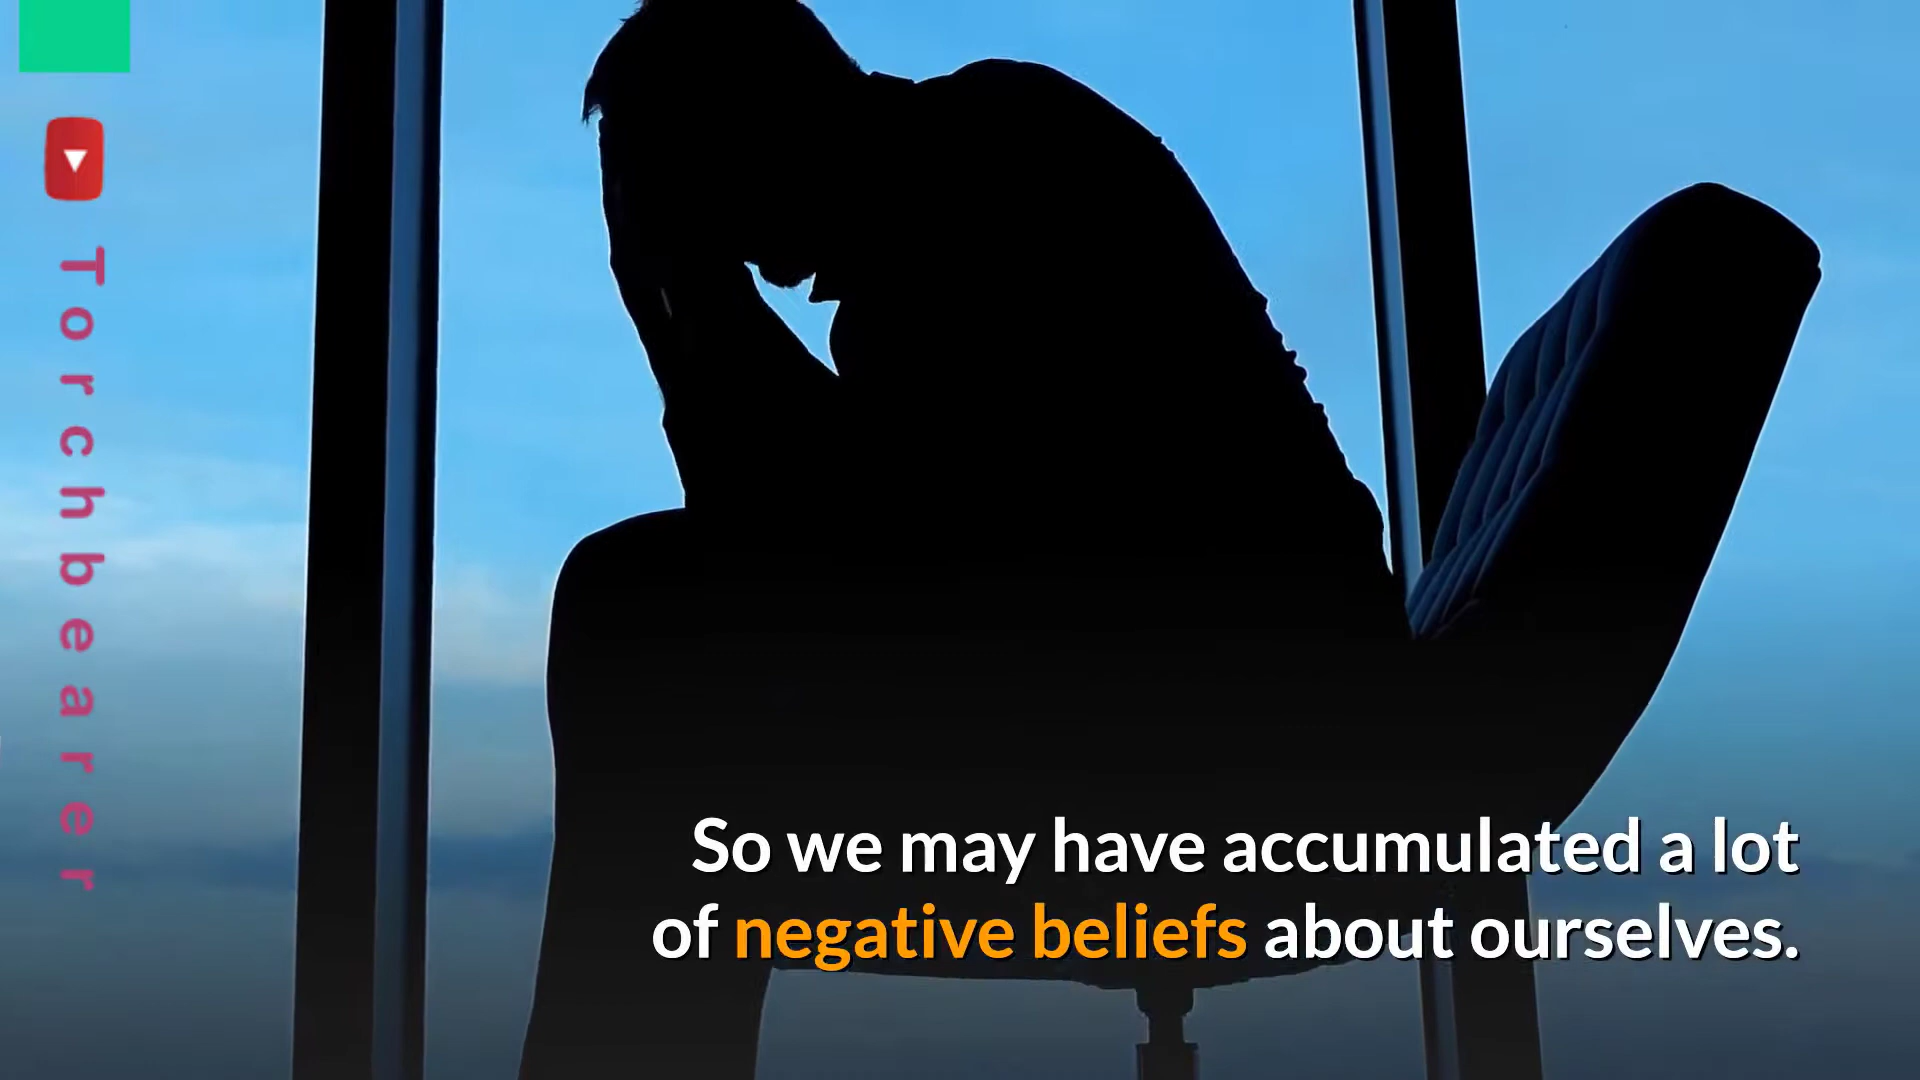 Torchbearer
So we may have accumulated a lot
of negative beliefs about ourselves.